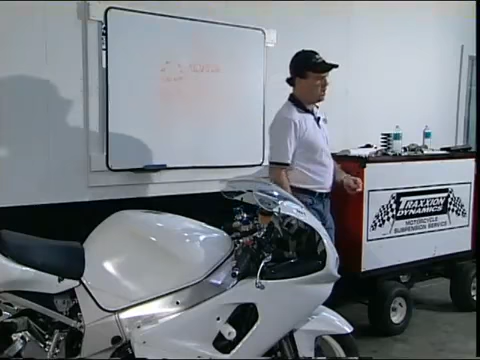 TRAXXION
DYNAMICS
MOTORCYCLE
SUSPENSION SERVICE